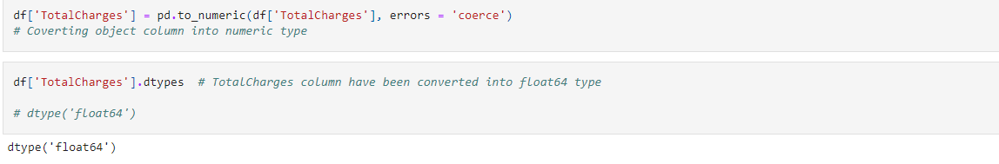 df['TotalCharges'] = pd.to_numeric(df['TotalCharges'], errors = 'coerce')
# Coverting object column into numeric type
df['TotalCharges'].dtypes  # TotalCharges column have been converted into float64 type
# dtype('float64')
dtype('float64')